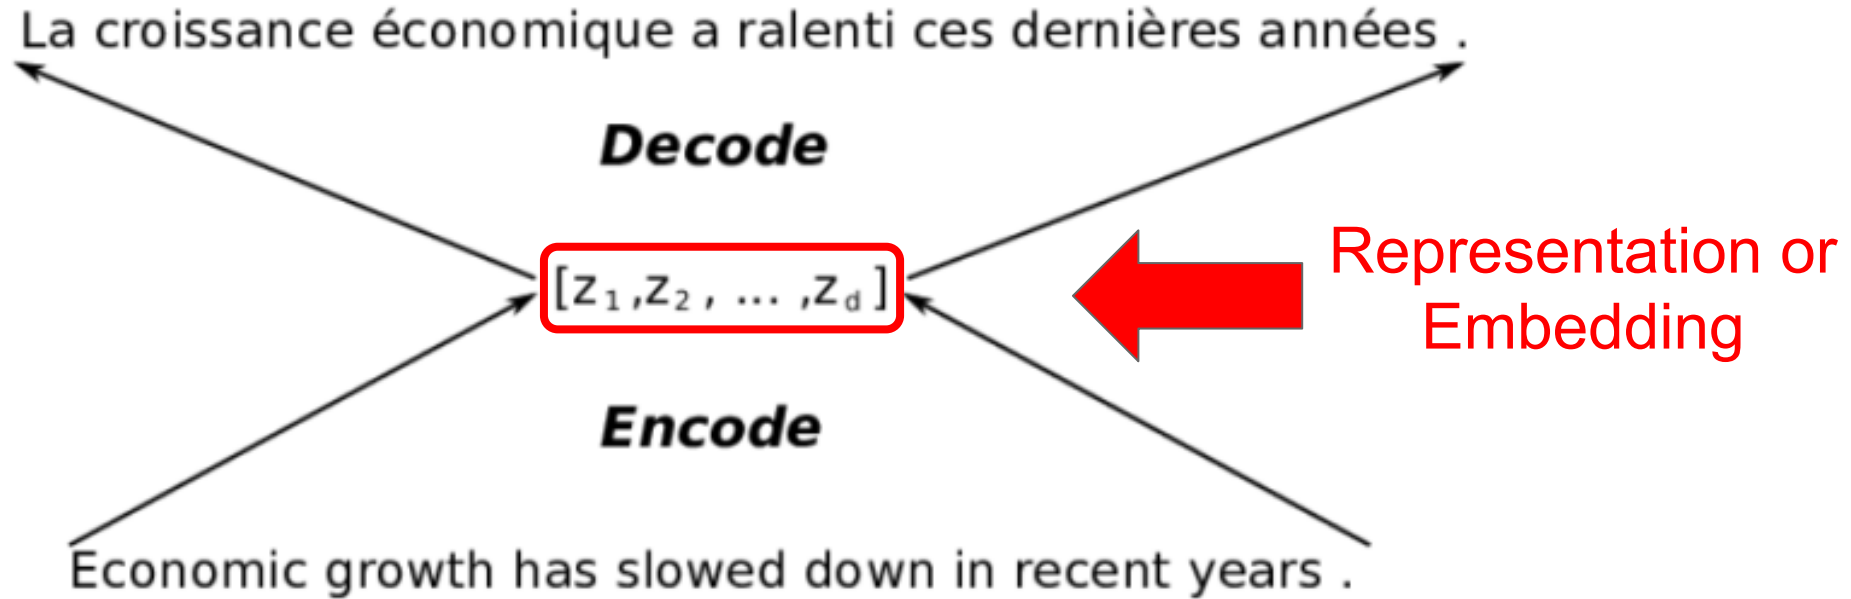 La croissance économique a ralenti ces dernières années .
Decode
[z₁ ,z₂ , ... ,z_d ]
Representation or
Embedding
Encode
Economic growth has slowed down in recent years .